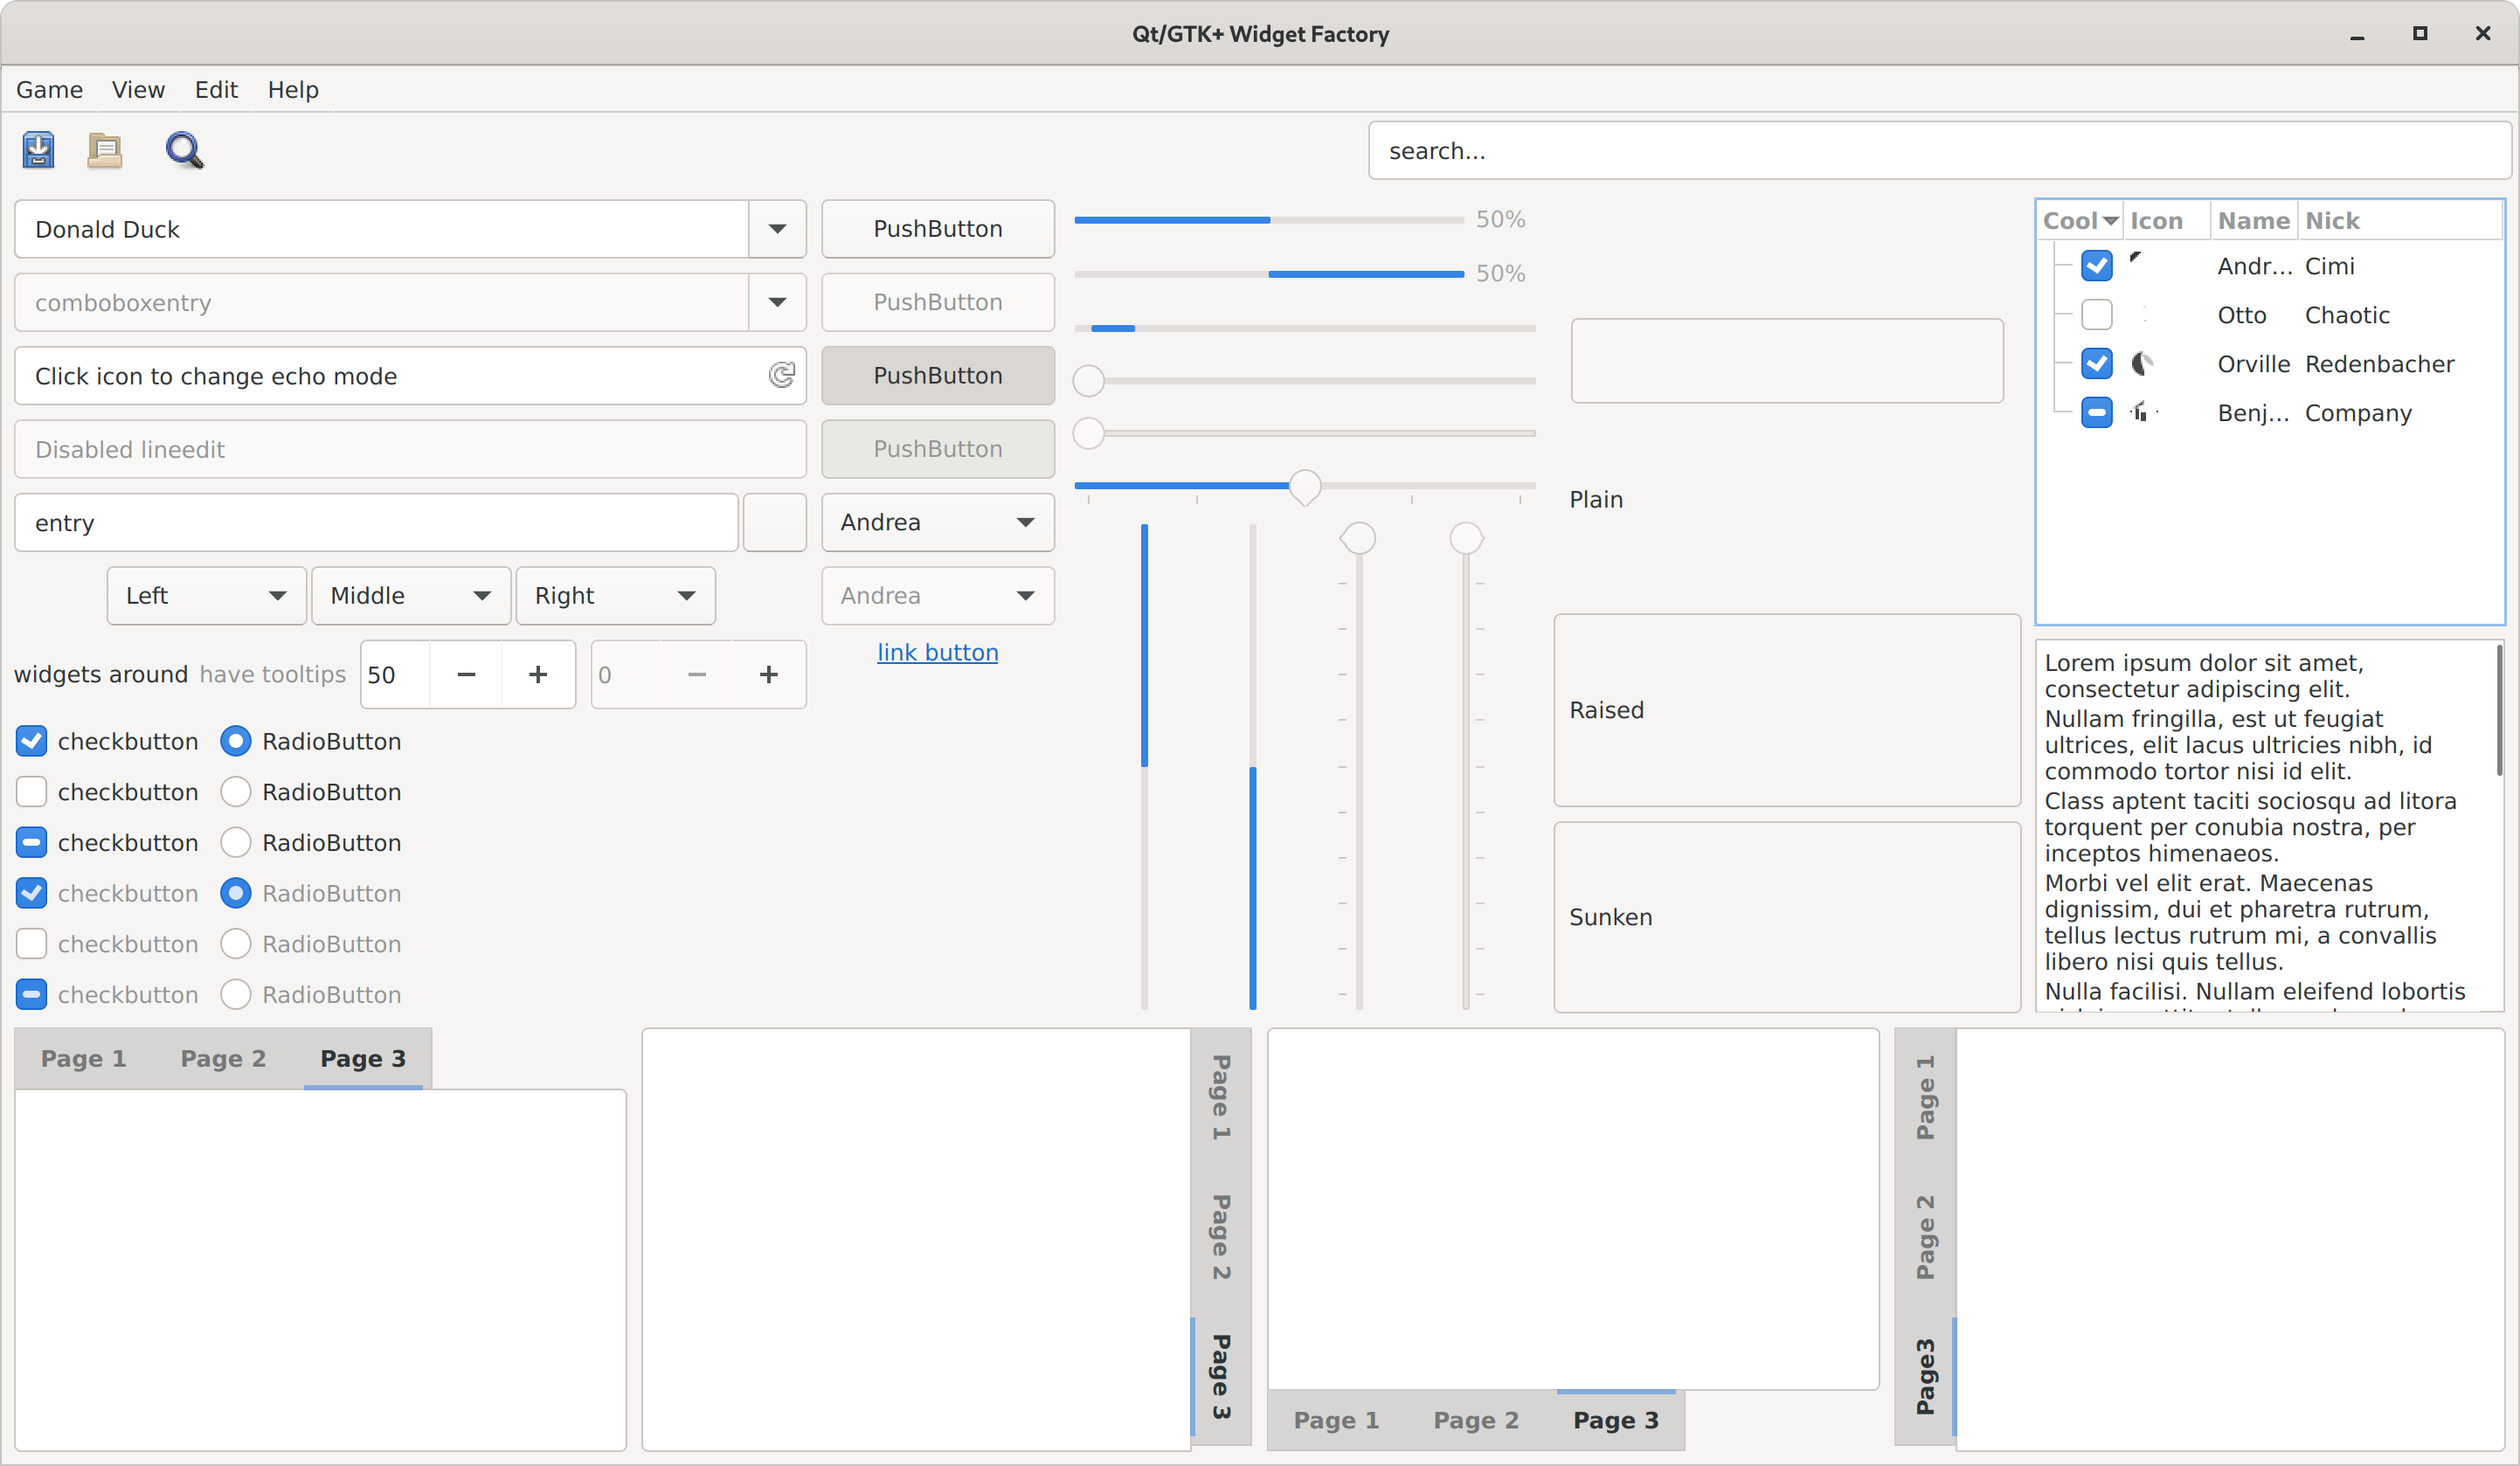 Qt/GTK+ Widget Factory
Game View Edit Help
search...
Donald Duck
comboboxentry
Click icon to change echo mode
Disabled lineedit
entry
Left Middle Right
widgets around have tooltips 50 0
checkbutton RadioButton
checkbutton RadioButton
checkbutton RadioButton
checkbutton RadioButton
checkbutton RadioButton
checkbutton RadioButton
PushButton
PushButton
PushButton
PushButton
Andrea
Andrea
link button
50%
50%
Plain
Raised
Sunken
Cool Icon Name Nick
Andr... Cimi
Otto Chaotic
Orville Redenbacher
Benj... Company
Lorem ipsum dolor sit amet,
consectetur adipiscing elit.
Nullam fringilla, est ut feugiat
ultrices, elit lacus ultricies nibh, id
commodo tortor nisi id elit.
Class aptent taciti sociosqu ad litora
torquent per conubia nostra, per
inceptos himenaeos.
Morbi vel elit erat. Maecenas
dignissim, dui et pharetra rutrum,
tellus lectus rutrum mi, a convallis
libero nisi quis tellus.
Nulla facilisi. Nullam eleifend lobortis
Page 1 Page 2 Page 3
Page 1
Page 2
Page 3
Page 1 Page 2 Page 3
Page 1
Page 2
Page3